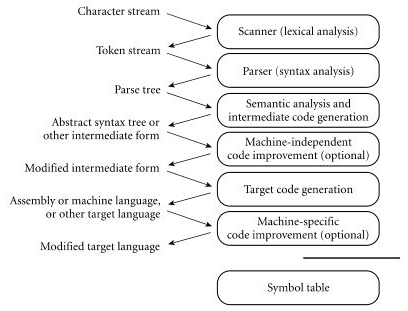 Character stream
Scanner (lexical analysis)
Token stream
Parser (syntax analysis)
Parse tree
Semantic analysis and
intermediate code generation
Abstract syntax tree or
other intermediate form
Machine-independent
code improvement (optional)
Modified intermediate form
Target code generation
Assembly or machine language,
or other target language
Machine-specific
code improvement (optional)
Modified target language
Symbol table